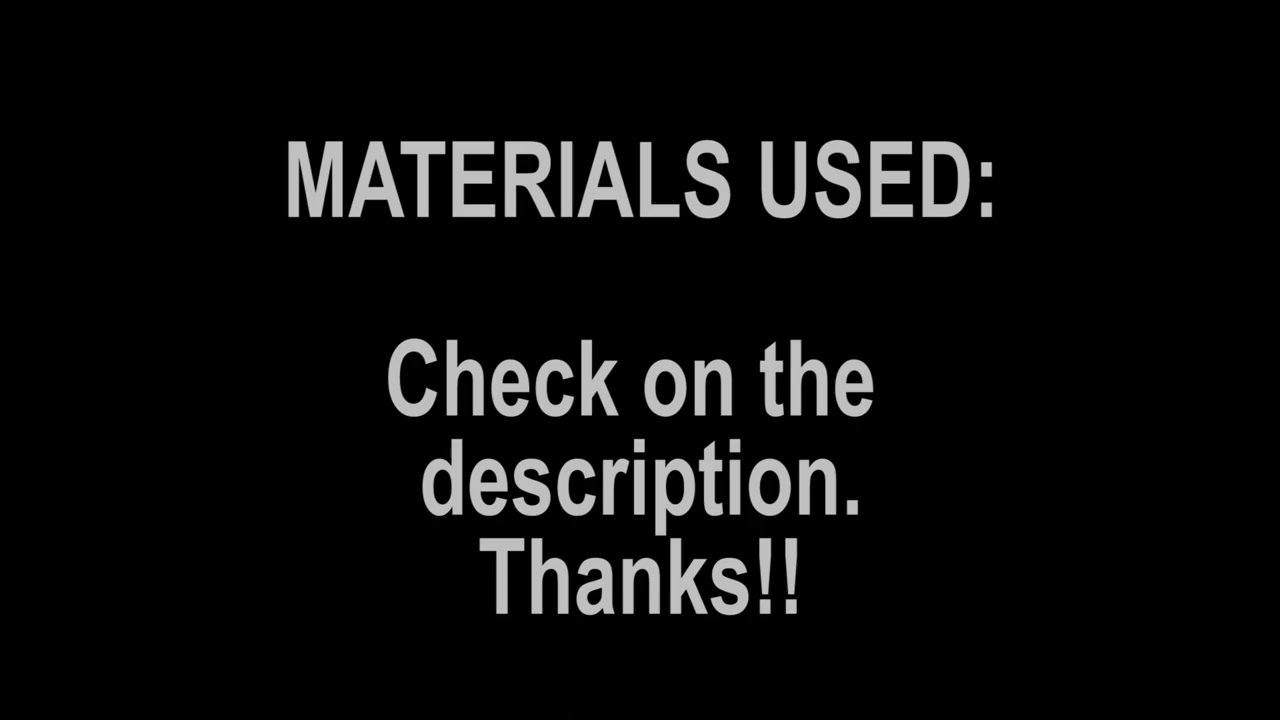 MATERIALS USED:
Check on the
description.
Thanks!!